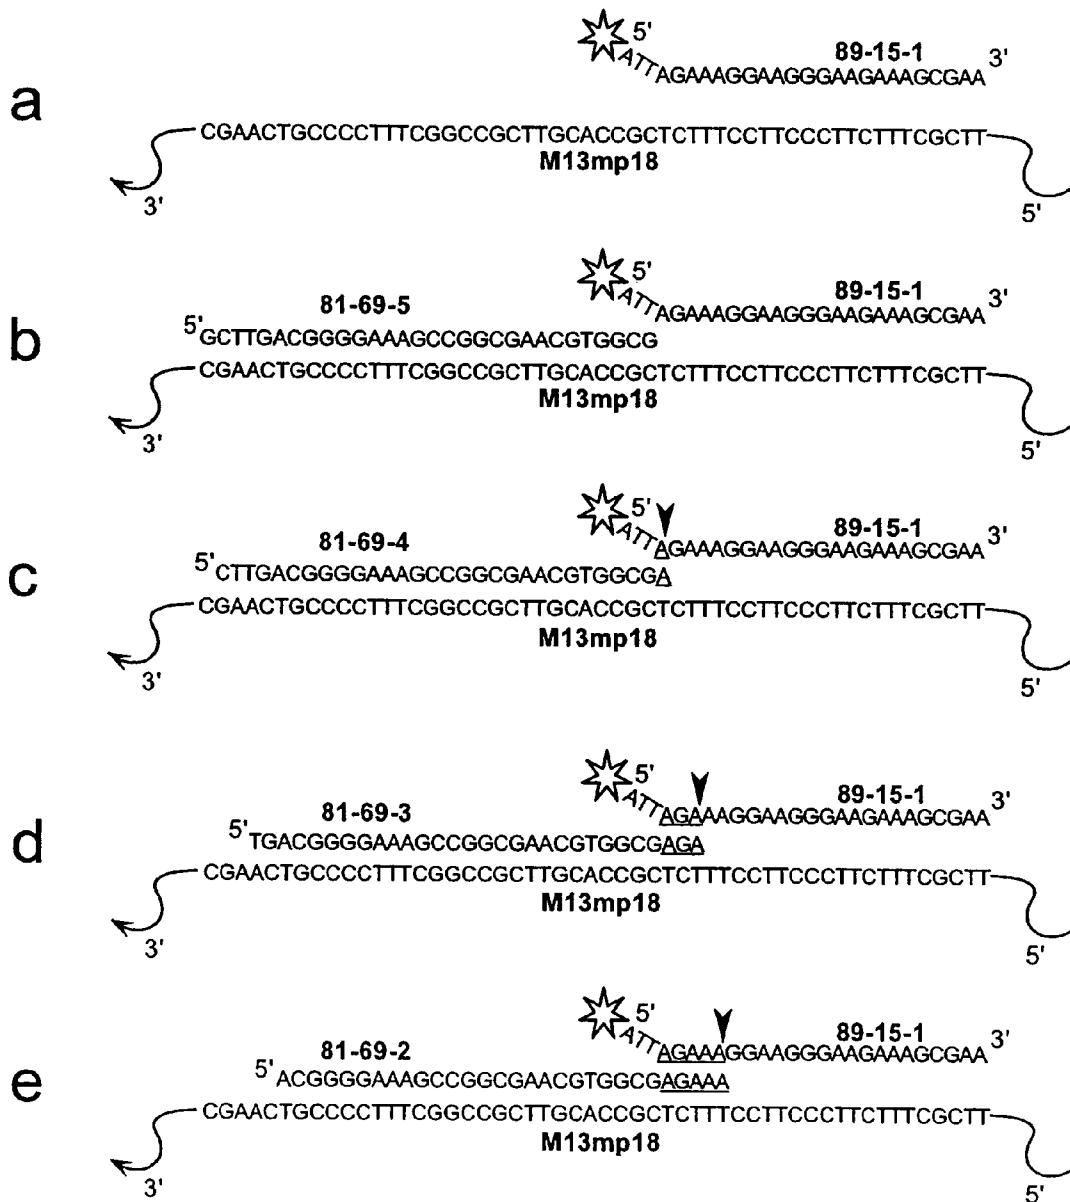 a
5'
89-15-1
3'
ATTAGAAAGGAAGGGAAGAAAGCGAA
CGAACTGCCCCTTTCGGCCGCTTGCACCGCTCTTTCCTTCCCTTCTTTCGCTT
M13mp18
3'
5'
b
5'
89-15-1
3'
ATTAGAAAGGAAGGGAAGAAAGCGAA
81-69-5
5'GCTTGACGGGGAAAGCCGGCGAACGTGGCG
CGAACTGCCCCTTTCGGCCGCTTGCACCGCTCTTTCCTTCCCTTCTTTCGCTT
M13mp18
3'
5'
c
5'
89-15-1
3'
ATTAGAAAGGAAGGGAAGAAAGCGAA
81-69-4
5'CTTGACGGGGAAAGCCGGCGAACGTGGCGA
CGAACTGCCCCTTTCGGCCGCTTGCACCGCTCTTTCCTTCCCTTCTTTCGCTT
M13mp18
3'
5'
d
5'
89-15-1
3'
ATTAGAAAGGAAGGGAAGAAAGCGAA
81-69-3
5'TGACGGGGAAAGCCGGCGAACGTGGCGAGA
CGAACTGCCCCTTTCGGCCGCTTGCACCGCTCTTTCCTTCCCTTCTTTCGCTT
M13mp18
3'
5'
e
5'
89-15-1
3'
ATTAGAAAGGAAGGGAAGAAAGCGAA
81-69-2
5'ACGGGGAAAGCCGGCGAACGTGGCGAGAAA
CGAACTGCCCCTTTCGGCCGCTTGCACCGCTCTTTCCTTCCCTTCTTTCGCTT
M13mp18
3'
5'